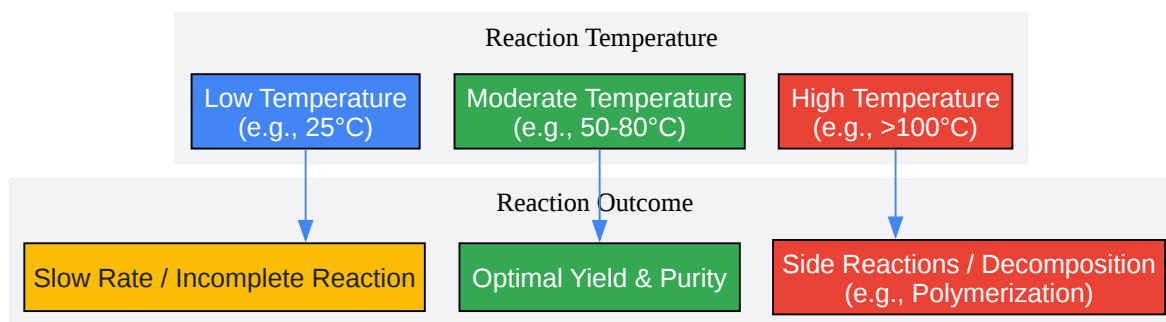 Reaction Temperature
Low Temperature
(e.g., 25°C)
Moderate Temperature
(e.g., 50-80°C)
High Temperature
(e.g., >100°C)
Reaction Outcome
Slow Rate / Incomplete Reaction
Optimal Yield & Purity
Side Reactions / Decomposition
(e.g., Polymerization)